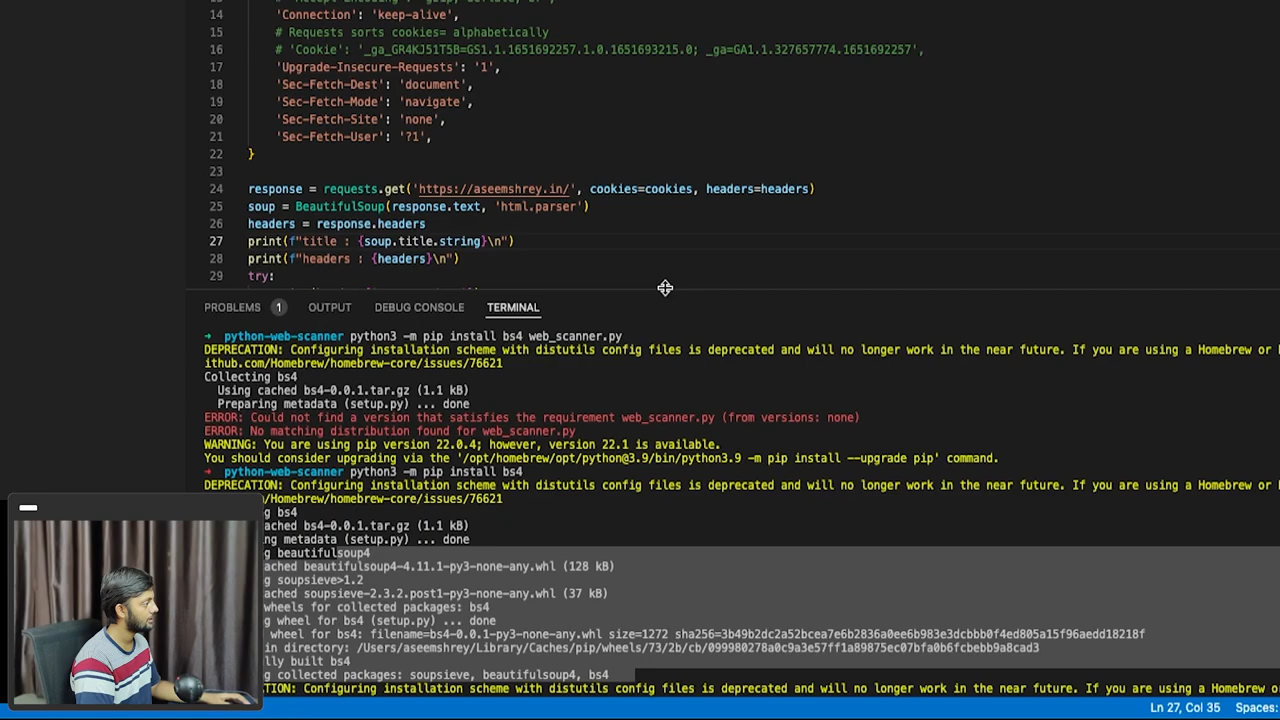 14 'Connection': 'keep-alive',
15 # Requests sorts cookies= alphabetically
16 # 'Cookie': '_ga_GR4KJ51T5B=GS1.1.1651692257.1.0.1651693215.0; _ga=GA1.1.327657774.1651692257',
17 'Upgrade-Insecure-Requests': '1',
18 'Sec-Fetch-Dest': 'document',
19 'Sec-Fetch-Mode': 'navigate',
20 'Sec-Fetch-Site': 'none',
21 'Sec-Fetch-User': '?1',
22 }
23
24 response = requests.get('https://aseemshrey.in/', cookies=cookies, headers=headers)
25 soup = BeautifulSoup(response.text, 'html.parser')
26 headers = response.headers
27 print(f"title : {soup.title.string}\n")
28 print(f"headers : {headers}\n")
29 try:
PROBLEMS 1 OUTPUT DEBUG CONSOLE TERMINAL
→ python-web-scanner python3 -m pip install bs4 web_scanner.py
DEPRECATION: Configuring installation scheme with distutils config files is deprecated and will no longer work in the near future. If you are using a Homebrew or
ithub.com/Homebrew/homebrew-core/issues/76621
Collecting bs4
Using cached bs4-0.0.1.tar.gz (1.1 kB)
Preparing metadata (setup.py) ... done
ERROR: Could not find a version that satisfies the requirement web_scanner.py (from versions: none)
ERROR: No matching distribution found for web_scanner.py
WARNING: You are using pip version 22.0.4; however, version 22.1 is available.
You should consider upgrading via the '/opt/homebrew/opt/python@3.9/bin/python3.9 -m pip install --upgrade pip' command.
→ python-web-scanner python3 -m pip install bs4
DEPRECATION: Configuring installation scheme with distutils config files is deprecated and will no longer work in the near future. If you are using a Homebrew or
/Homebrew/homebrew-core/issues/76621
g bs4
ached bs4-0.0.1.tar.gz (1.1 kB)
ng metadata (setup.py) ... done
g beautifulsoup4
ached beautifulsoup4-4.11.1-py3-none-any.whl (128 kB)
g soupsieve>1.2
ached soupsieve-2.3.2.post1-py3-none-any.whl (37 kB)
wheels for collected packages: bs4
ng wheel for bs4 (setup.py) ... done
wheel for bs4: filename=bs4-0.0.1-py3-none-any.whl size=1272 sha256=3b49b2dc2a52bcea7e6b2836a0ee6b983e3dcbbb0f4ed805a15f96aedd18218f
in directory: /Users/aseemshrey/Library/Caches/pip/wheels/73/2b/cb/099980278a0c9a3e57ff1a89875ec07bfa0b6fcbebb9a8cad3
lly built bs4
g collected packages: soupsieve, beautifulsoup4, bs4
ATION: Configuring installation scheme with distutils config files is deprecated and will no longer work in the near future. If you are using a Homebrew or
Ln 27, Col 35 Spaces: